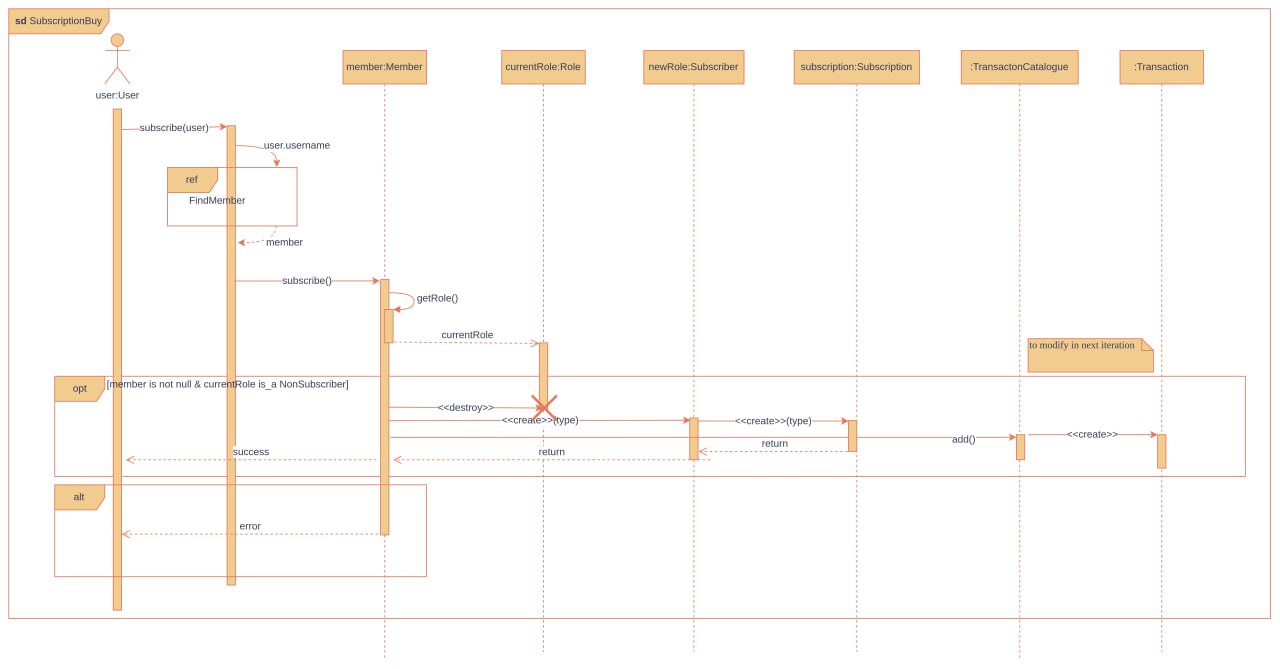 sd SubscriptionBuy
user:User
member:Member
currentRole:Role
newRole:Subscriber
subscription:Subscription
:TransactonCatalogue
:Transaction
subscribe(user)
user.username
ref
FindMember
member
subscribe()
getRole()
currentRole
to modify in next iteration
opt
[member is not null & currentRole is_a NonSubscriber]
<<destroy>>
<<create>>(type)
<<create>>(type)
add()
<<create>>
return
success
return
alt
error